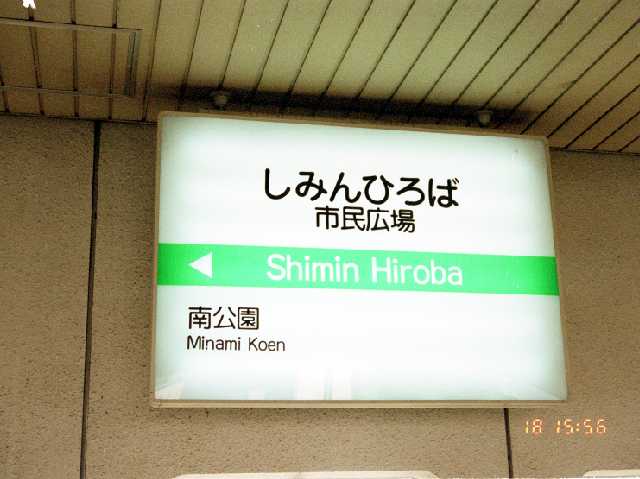 しみんひろば
市民広場
Shimin Hiroba
南公園
Minami Koen
18 15:56